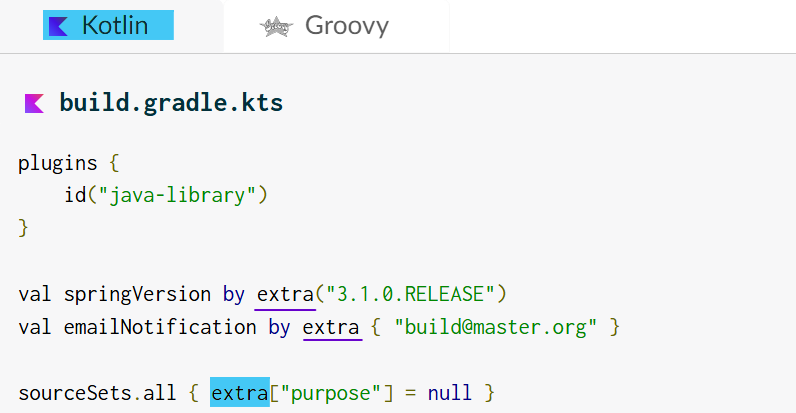 Kotlin Groovy
build.gradle.kts
plugins {
    id("java-library")
}
val springVersion by extra("3.1.0.RELEASE")
val emailNotification by extra { "build@master.org" }
sourceSets.all { extra["purpose"] = null }